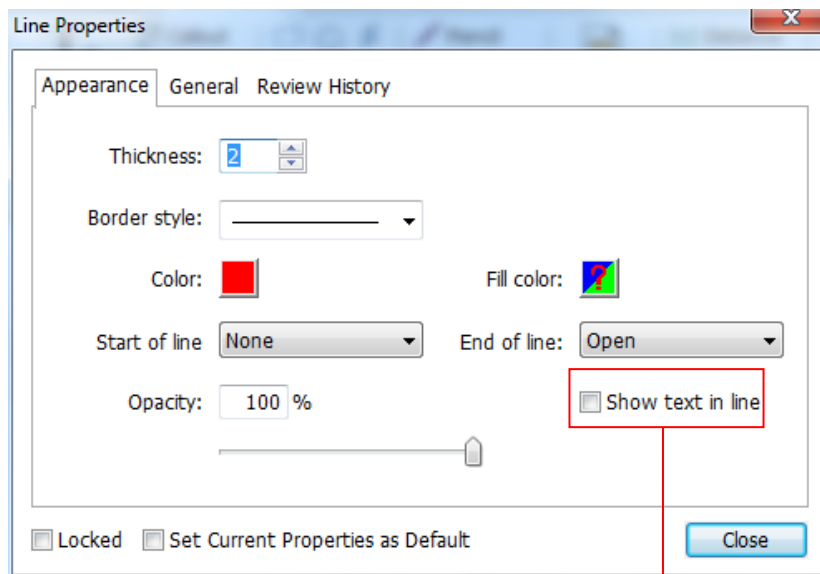 Line Properties
Appearance General Review History
Thickness: 2
Border style:
Color: Fill color: ?
Start of line None End of line: Open
Opacity: 100 % Show text in line
Locked Set Current Properties as Default Close